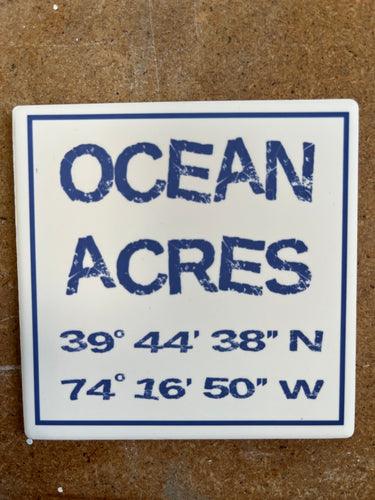 OCEAN
ACRES
39° 44' 38" N
74° 16' 50" W